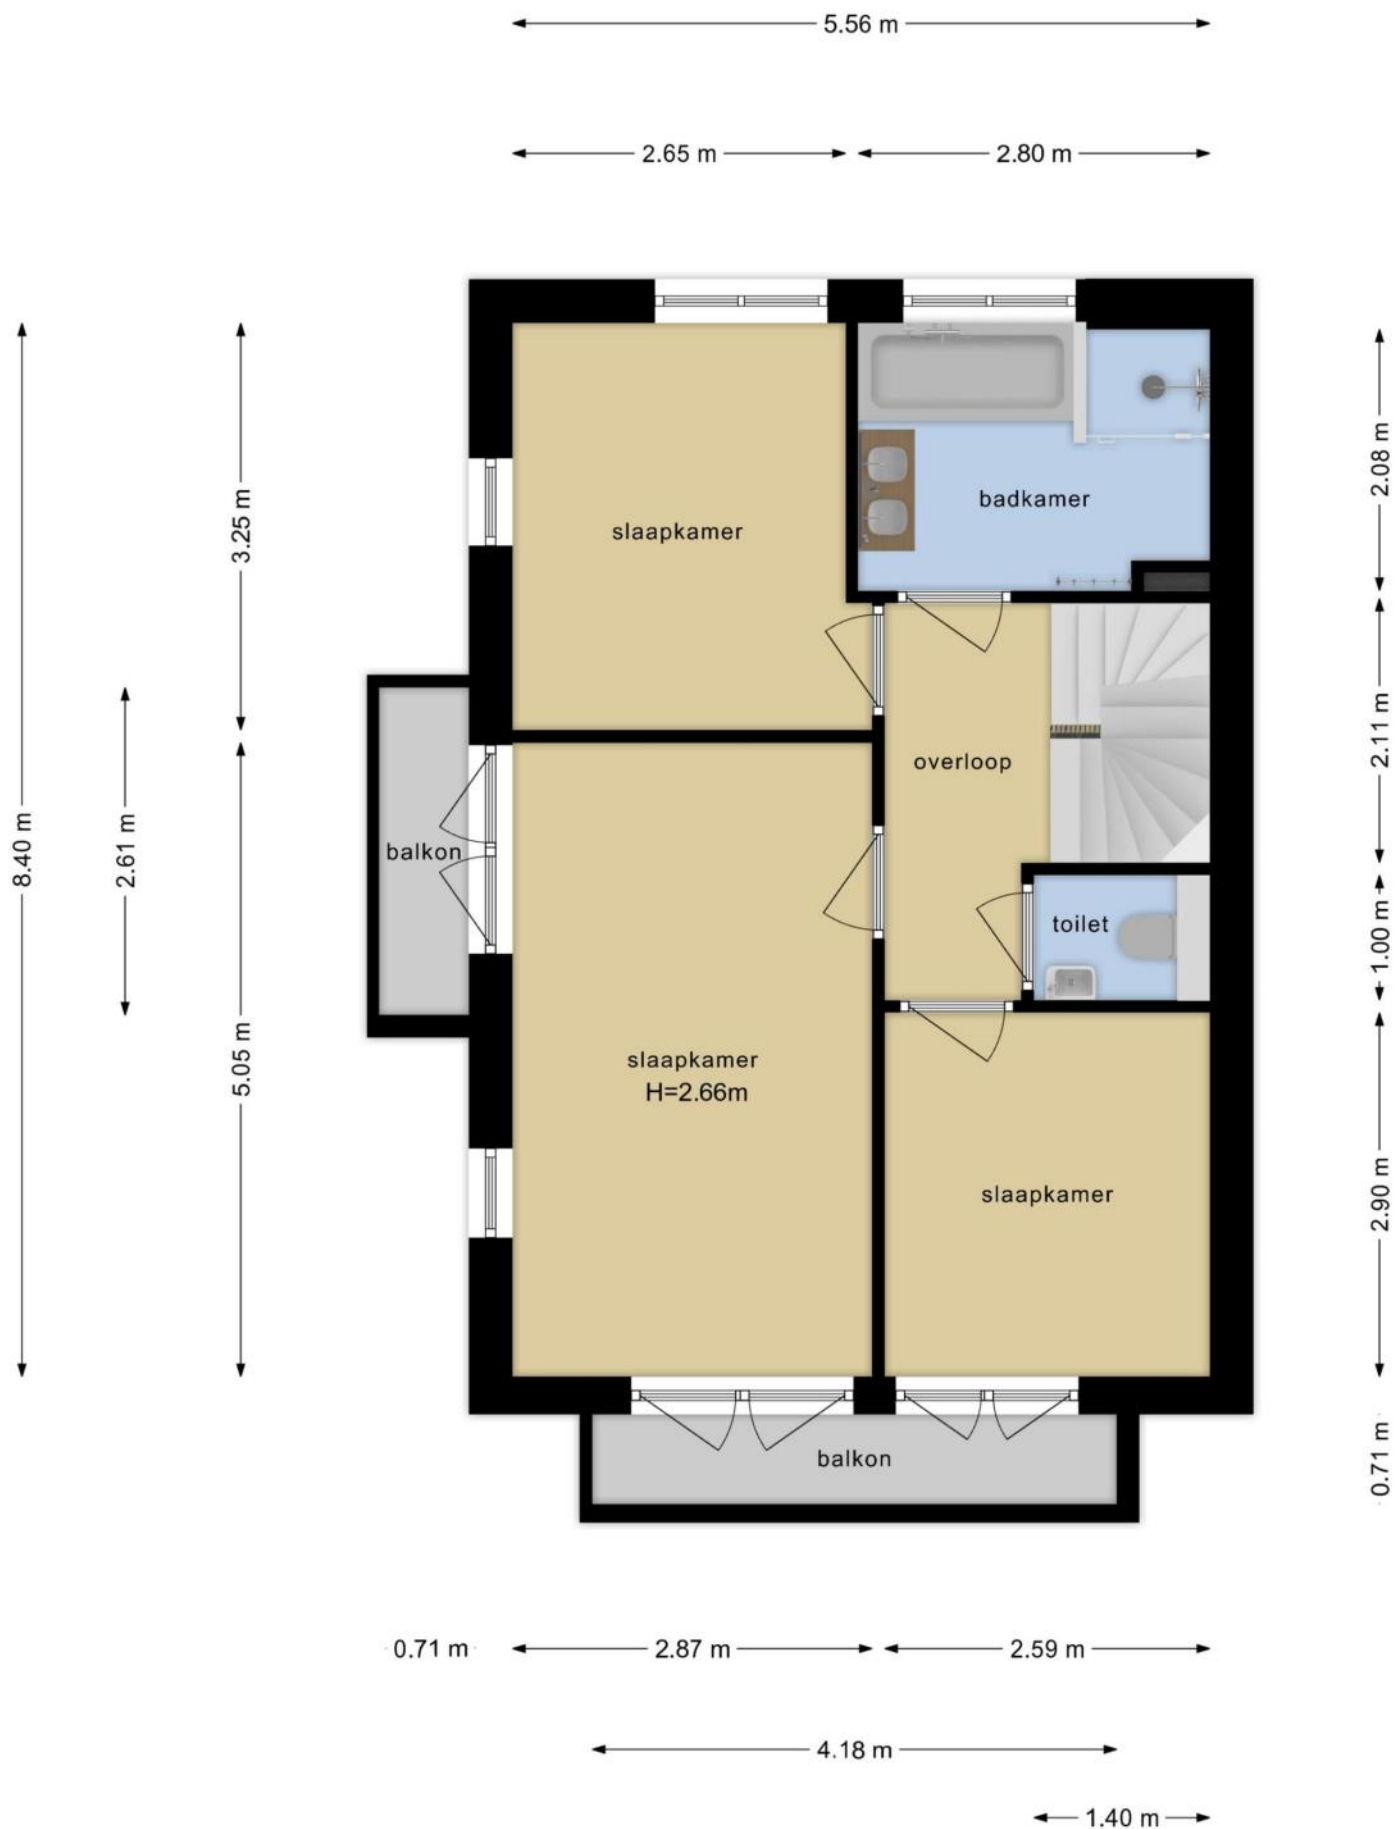 5.56 m
2.65 m
2.80 m
8.40 m
3.25 m
2.61 m
5.05 m
2.08 m
2.11 m
1.00 m
2.90 m
0.71 m
slaapkamer
badkamer
overloop
balkon
toilet
slaapkamer
H=2.66m
slaapkamer
balkon
0.71 m
2.87 m
2.59 m
4.18 m
1.40 m